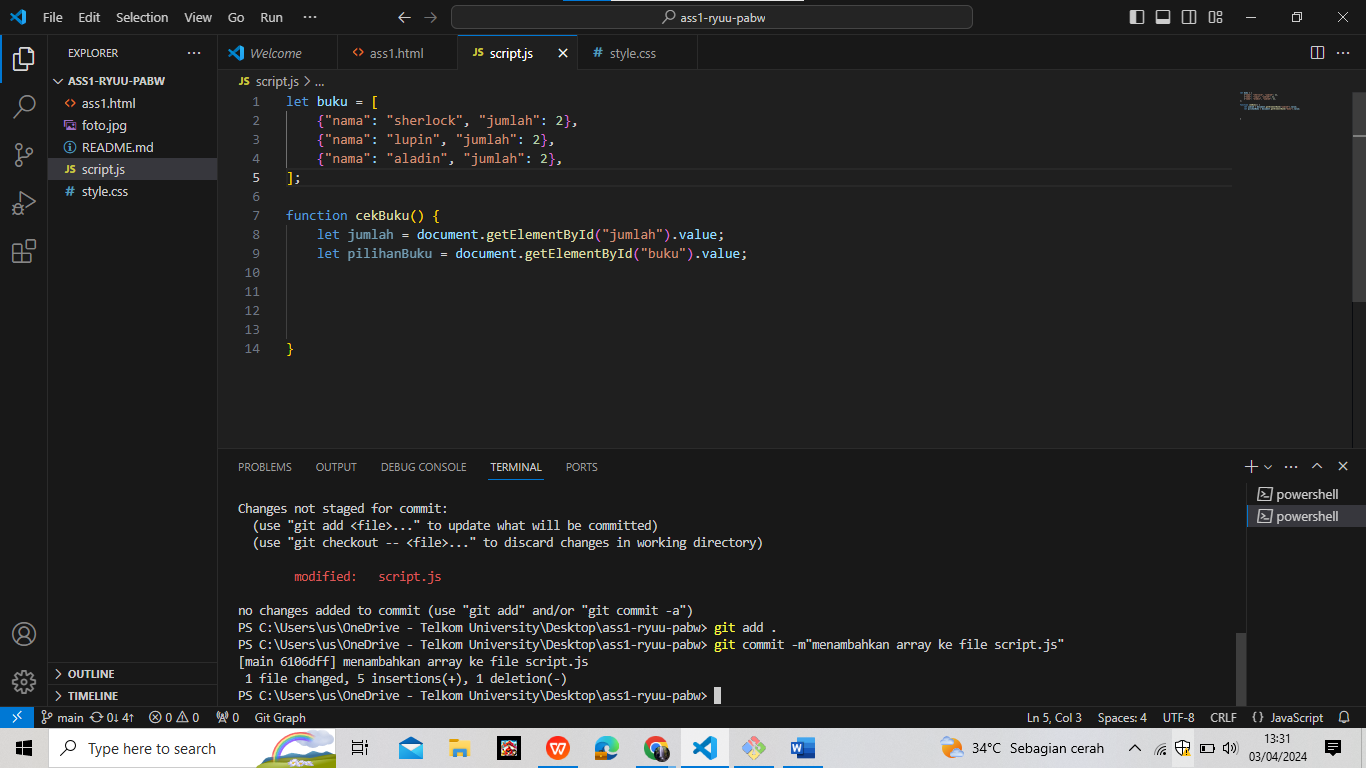 File Edit Selection View Go Run ··· ass1-ryuu-pabw
EXPLORER ···
ASS1-RYUU-PABW
ass1.html
foto.jpg
README.md
JS script.js
# style.css
OUTLINE
TIMELINE
Welcome
ass1.html
JS script.js
# style.css
JS script.js > ...
1 let buku = [
2 {"nama": "sherlock", "jumlah": 2},
3 {"nama": "lupin", "jumlah": 2},
4 {"nama": "aladin", "jumlah": 2},
5 ];
6
7 function cekBuku() {
8 let jumlah = document.getElementById("jumlah").value;
9 let pilihanBuku = document.getElementById("buku").value;
10
11
12
13
14 }
PROBLEMS OUTPUT DEBUG CONSOLE TERMINAL PORTS
powershell
powershell
Changes not staged for commit:
(use "git add <file>..." to update what will be committed)
(use "git checkout -- <file>..." to discard changes in working directory)
modified: script.js
no changes added to commit (use "git add" and/or "git commit -a")
PS C:\Users\us\OneDrive - Telkom University\Desktop\ass1-ryuu-pabw> git add .
PS C:\Users\us\OneDrive - Telkom University\Desktop\ass1-ryuu-pabw> git commit -m"menambahkan array ke file script.js"
[main 6106dff] menambahkan array ke file script.js
1 file changed, 5 insertions(+), 1 deletion(-)
PS C:\Users\us\OneDrive - Telkom University\Desktop\ass1-ryuu-pabw>
main 0↓ 4↑ 0 0 0 Git Graph Ln 5, Col 3 Spaces: 4 UTF-8 CRLF {} JavaScript
Type here to search 34°C Sebagian cerah 13:31
03/04/2024